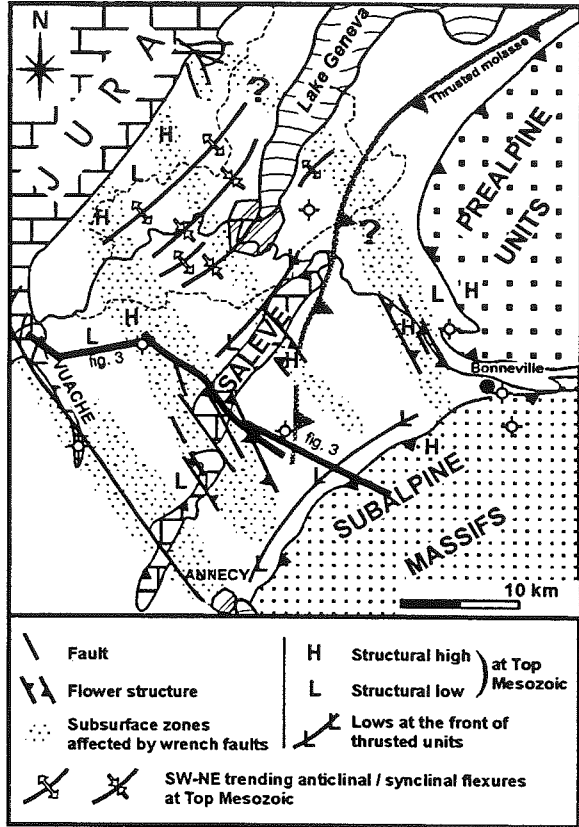 N
JURA
?
Lake Geneva
Thrusted molasse
PREALPINE
UNITS
H
L
H
?
L H
H
L
fig. 3
H
SALEVE
H
Bonneville
VUACHE
fig. 3
L
L
L
H
SUBALPINE
MASSIFS
L
ANNECY
L
10 km
Fault
Flower structure
Subsurface zones
affected by wrench faults
H Structural high
L Structural low
at Top
Mesozoic
Lows at the front of
thrusted units
SW-NE trending anticlinal / synclinal flexures
at Top Mesozoic